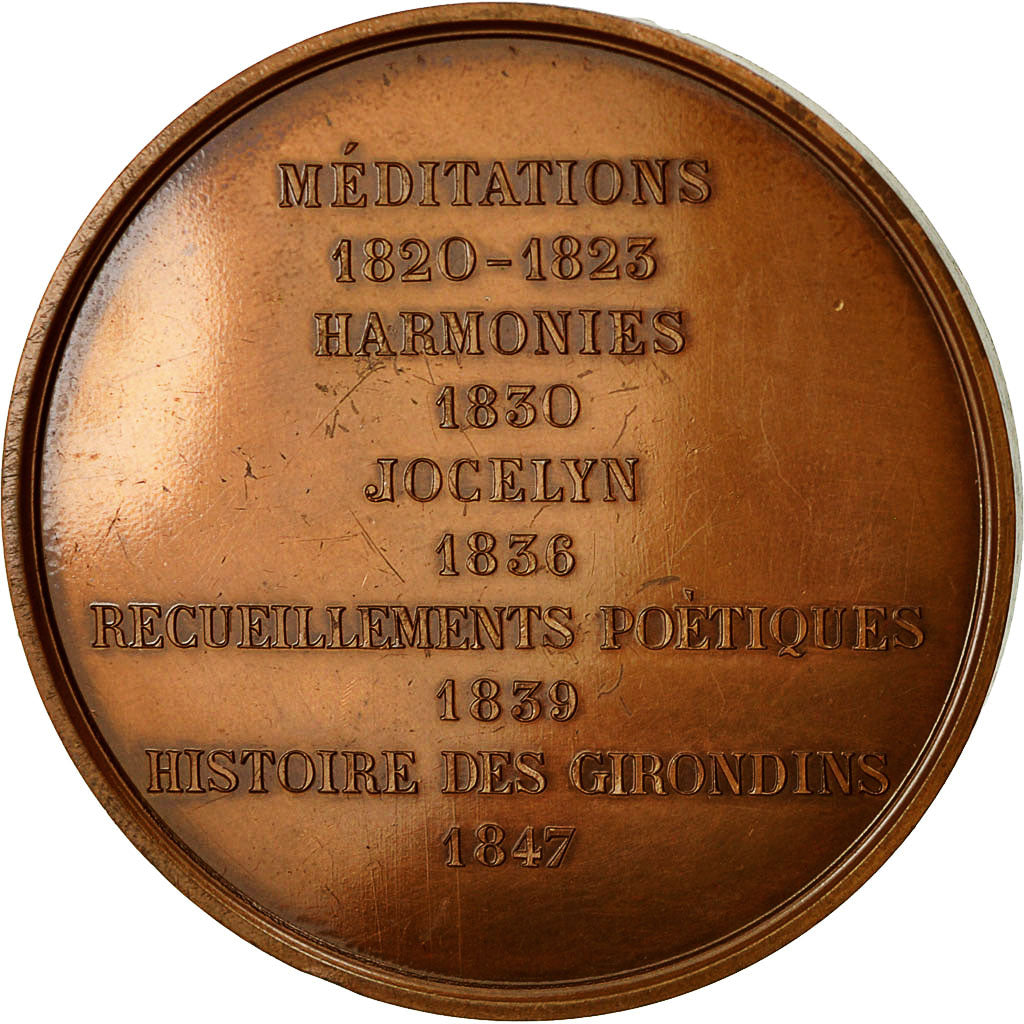 MÉDITATIONS
1820-1823
HARMONIES
1830
JOCELYN
1836
RECUEILLEMENTS POÈTIQUES
1839
HISTOIRE DES GIRONDINS
1847